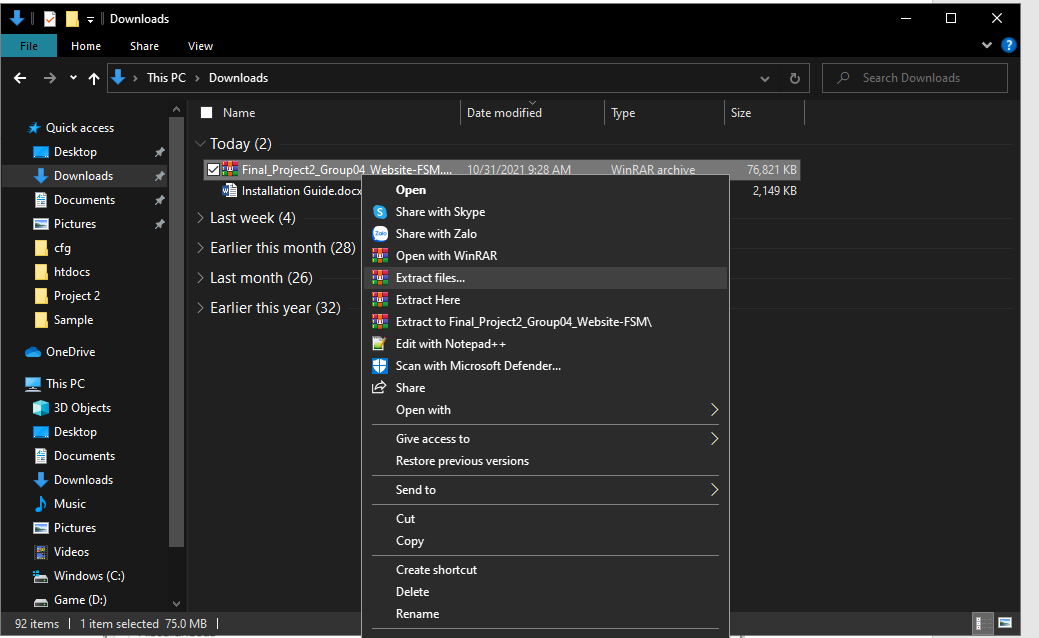 Downloads
File Home Share View
This PC > Downloads
Search Downloads
Name Date modified Type Size
Today (2)
Final_Project2_Group04_Website-FSM.... 10/31/2021 9:28 AM WinRAR archive 76,821 KB
Installation Guide.docx 2,149 KB
Last week (4)
Earlier this month (28)
Last month (26)
Earlier this year (32)
Quick access
Desktop
Downloads
Documents
Pictures
cfg
htdocs
Project 2
Sample
OneDrive
This PC
3D Objects
Desktop
Documents
Downloads
Music
Pictures
Videos
Windows (C:)
Game (D:)
Open
Share with Skype
Share with Zalo
Open with WinRAR
Extract files...
Extract Here
Extract to Final_Project2_Group04_Website-FSM\
Edit with Notepad++
Scan with Microsoft Defender...
Share
Open with
Give access to
Restore previous versions
Send to
Cut
Copy
Create shortcut
Delete
Rename
92 items 1 item selected 75.0 MB